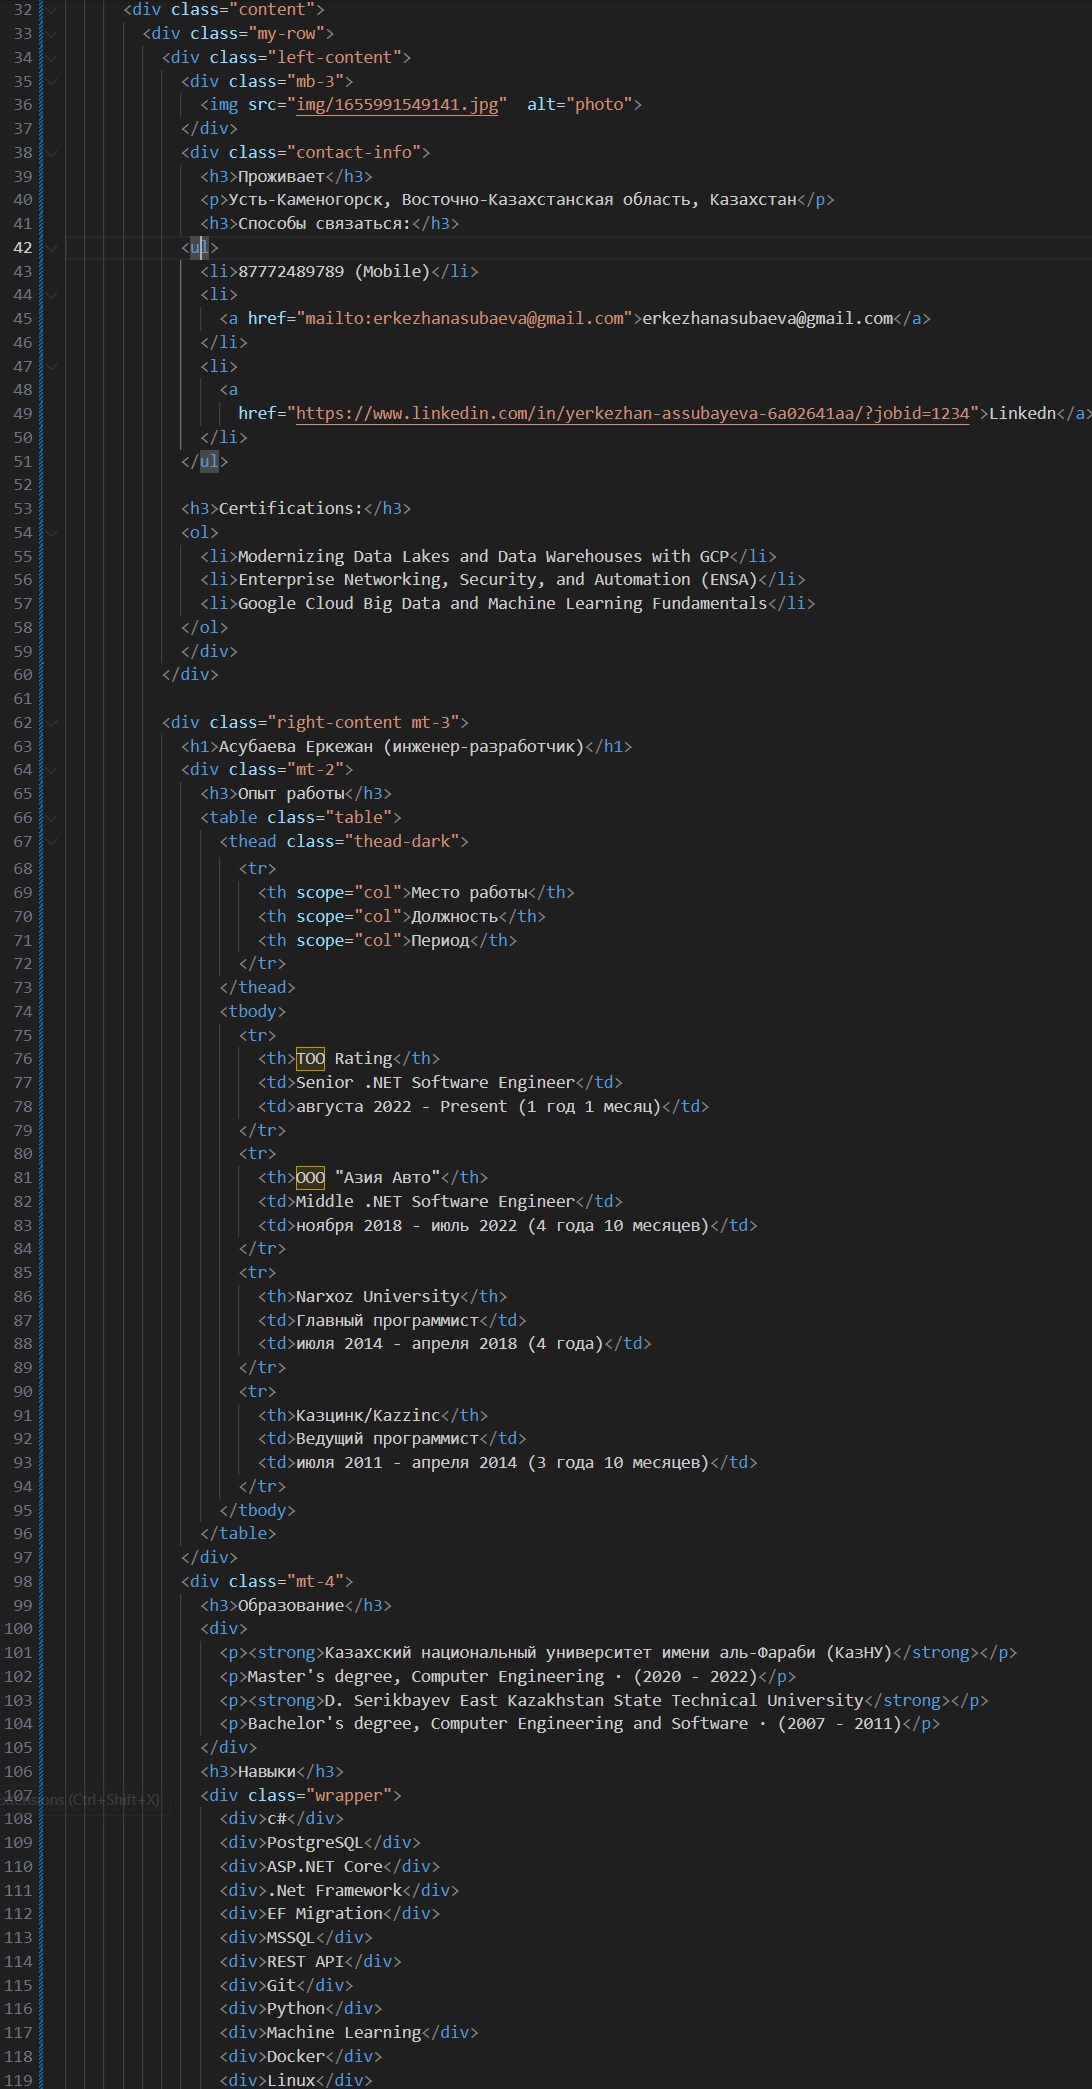 32 <div class="content">
33 <div class="my-row">
34 <div class="left-content">
35 <div class="mb-3">
36 <img src="img/1655991549141.jpg"  alt="photo">
37 </div>
38 <div class="contact-info">
39 <h3>Проживает</h3>
40 <p>Усть-Каменогорск, Восточно-Казахстанская область, Казахстан</p>
41 <h3>Способы связаться:</h3>
42 <ul>
43 <li>87772489789 (Mobile)</li>
44 <li>
45 <a href="mailto:erkezhanasubaeva@gmail.com">erkezhanasubaeva@gmail.com</a>
46 </li>
47 <li>
48 <a
49 href="https://www.linkedin.com/in/yerkezhan-assubayeva-6a02641aa/?jobid=1234">Linkedn</a>
50 </li>
51 </ul>
52
53 <h3>Certifications:</h3>
54 <ol>
55 <li>Modernizing Data Lakes and Data Warehouses with GCP</li>
56 <li>Enterprise Networking, Security, and Automation (ENSA)</li>
57 <li>Google Cloud Big Data and Machine Learning Fundamentals</li>
58 </ol>
59 </div>
60 </div>
61
62 <div class="right-content mt-3">
63 <h1>Асубаева Еркежан (инженер-разработчик)</h1>
64 <div class="mt-2">
65 <h3>Опыт работы</h3>
66 <table class="table">
67 <thead class="thead-dark">
68 <tr>
69 <th scope="col">Место работы</th>
70 <th scope="col">Должность</th>
71 <th scope="col">Период</th>
72 </tr>
73 </thead>
74 <tbody>
75 <tr>
76 <th>ТОО Rating</th>
77 <td>Senior .NET Software Engineer</td>
78 <td>августа 2022 - Present (1 год 1 месяц)</td>
79 </tr>
80 <tr>
81 <th>ООО "Азия Авто"</th>
82 <td>Middle .NET Software Engineer</td>
83 <td>ноября 2018 - июль 2022 (4 года 10 месяцев)</td>
84 </tr>
85 <tr>
86 <th>Narxoz University</th>
87 <td>Главный программист</td>
88 <td>июля 2014 - апреля 2018 (4 года)</td>
89 </tr>
90 <tr>
91 <th>Казцинк/Kazzinc</th>
92 <td>Ведущий программист</td>
93 <td>июля 2011 - апреля 2014 (3 года 10 месяцев)</td>
94 </tr>
95 </tbody>
96 </table>
97 </div>
98 <div class="mt-4">
99 <h3>Образование</h3>
100 <div>
101 <p><strong>Казахский национальный университет имени аль-Фараби (КазНУ)</strong></p>
102 <p>Master's degree, Computer Engineering · (2020 - 2022)</p>
103 <p><strong>D. Serikbayev East Kazakhstan State Technical University</strong></p>
104 <p>Bachelor's degree, Computer Engineering and Software · (2007 - 2011)</p>
105 </div>
106 <h3>Навыки</h3>
107 <div class="wrapper">
(Ctrl+Shift+X)
108 <div>c#</div>
109 <div>PostgreSQL</div>
110 <div>ASP.NET Core</div>
111 <div>.Net Framework</div>
112 <div>EF Migration</div>
113 <div>MSSQL</div>
114 <div>REST API</div>
115 <div>Git</div>
116 <div>Python</div>
117 <div>Machine Learning</div>
118 <div>Docker</div>
119 <div>Linux</div>